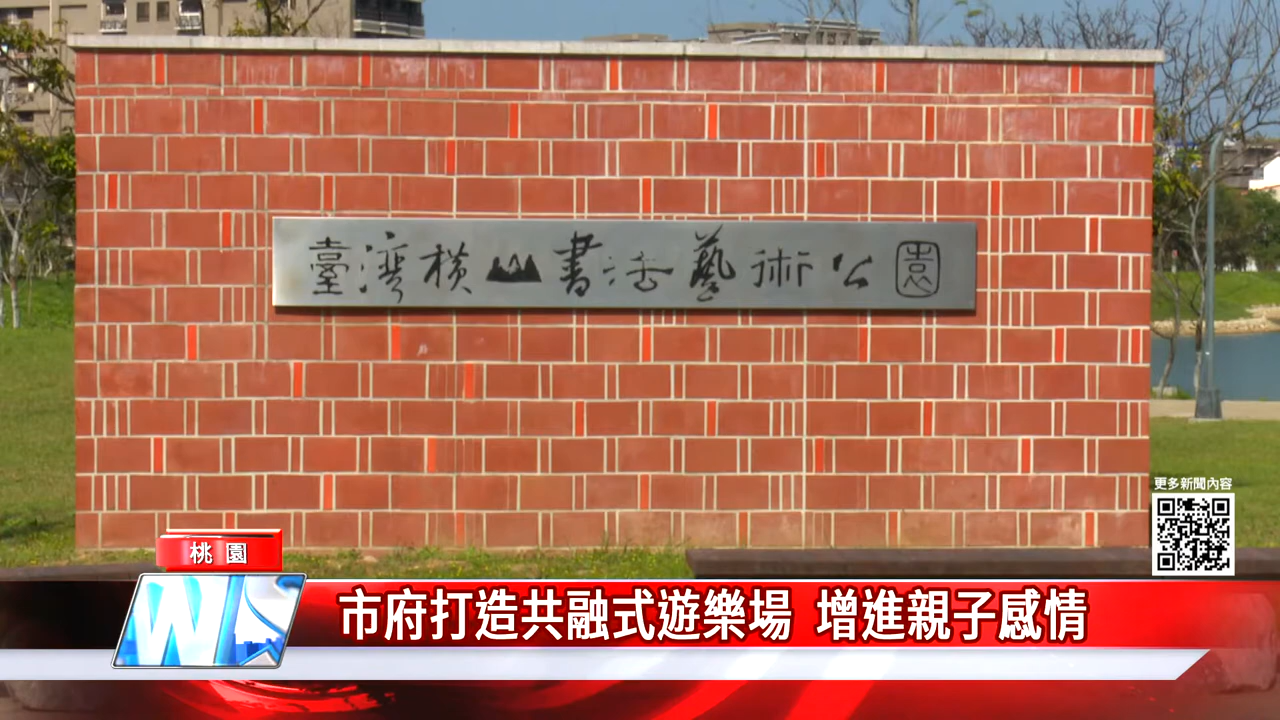 臺灣橫山書法藝術公園
更多新聞內容
桃園
WIS
市府打造共融式遊樂場 增進親子感情